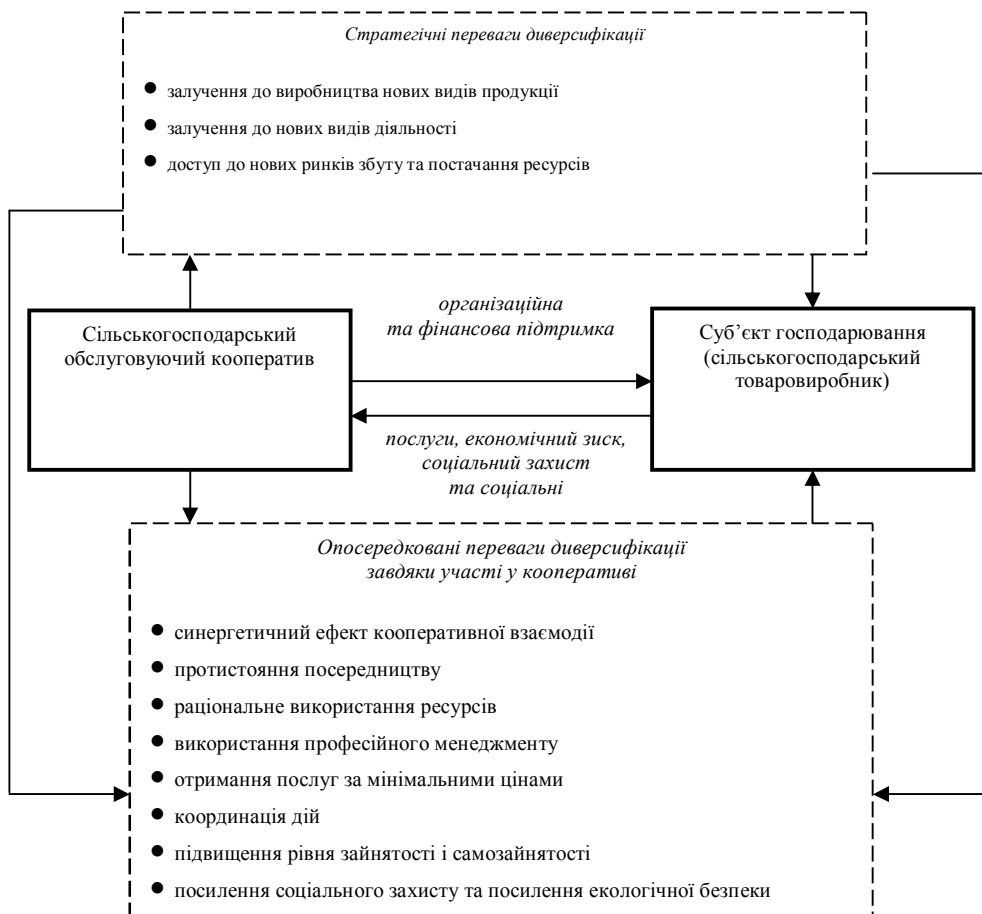 Стратегічні переваги диверсифікації
● залучення до виробництва нових видів продукції
● залучення до нових видів діяльності
● доступ до нових ринків збуту та постачання ресурсів
організаційна
та фінансова підтримка
Сільськогосподарський
обслуговуючий кооператив
Суб’єкт господарювання
(сільськогосподарський
товаровиробник)
послуги, економічний зиск,
соціальний захист
та соціальні
Опосередковані переваги диверсифікації
завдяки участі у кооперативі
● синергетичний ефект кооперативної взаємодії
● протистояння посередництву
● раціональне використання ресурсів
● використання професійного менеджменту
● отримання послуг за мінімальними цінами
● координація дій
● підвищення рівня зайнятості і самозайнятості
● посилення соціального захисту та посилення екологічної безпеки